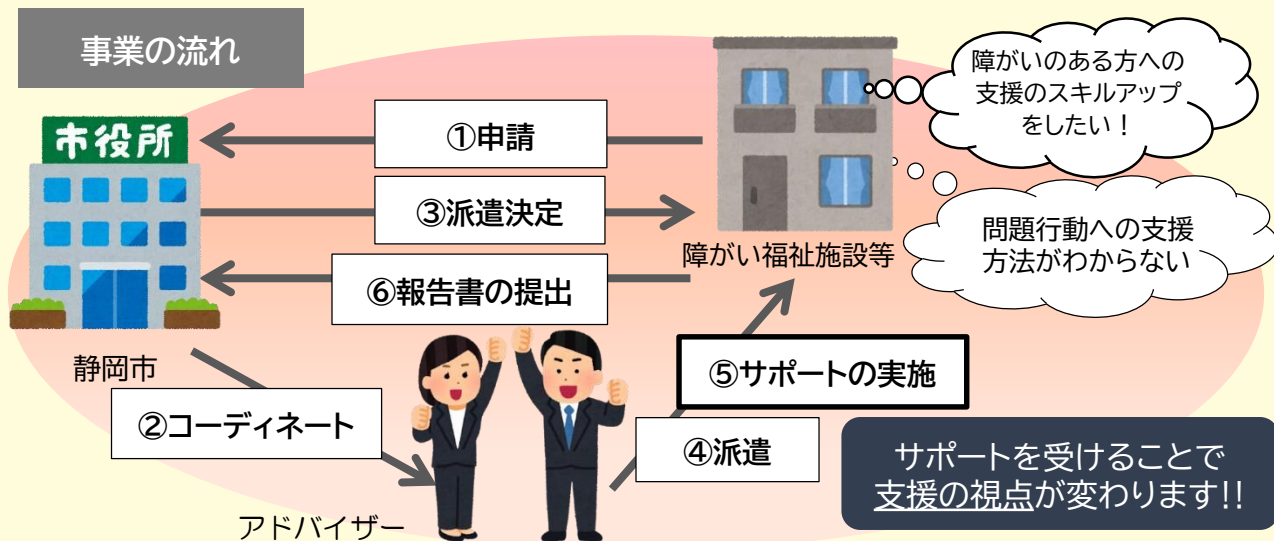 事業の流れ
障がいのある方への
支援のスキルアップ
をしたい！
市役所
①申請
③派遣決定
障がい福祉施設等
問題行動への支援
方法がわからない
⑥報告書の提出
静岡市
⑤サポートの実施
②コーディネート
④派遣
サポートを受けることで
支援の視点が変わります!!
アドバイザー